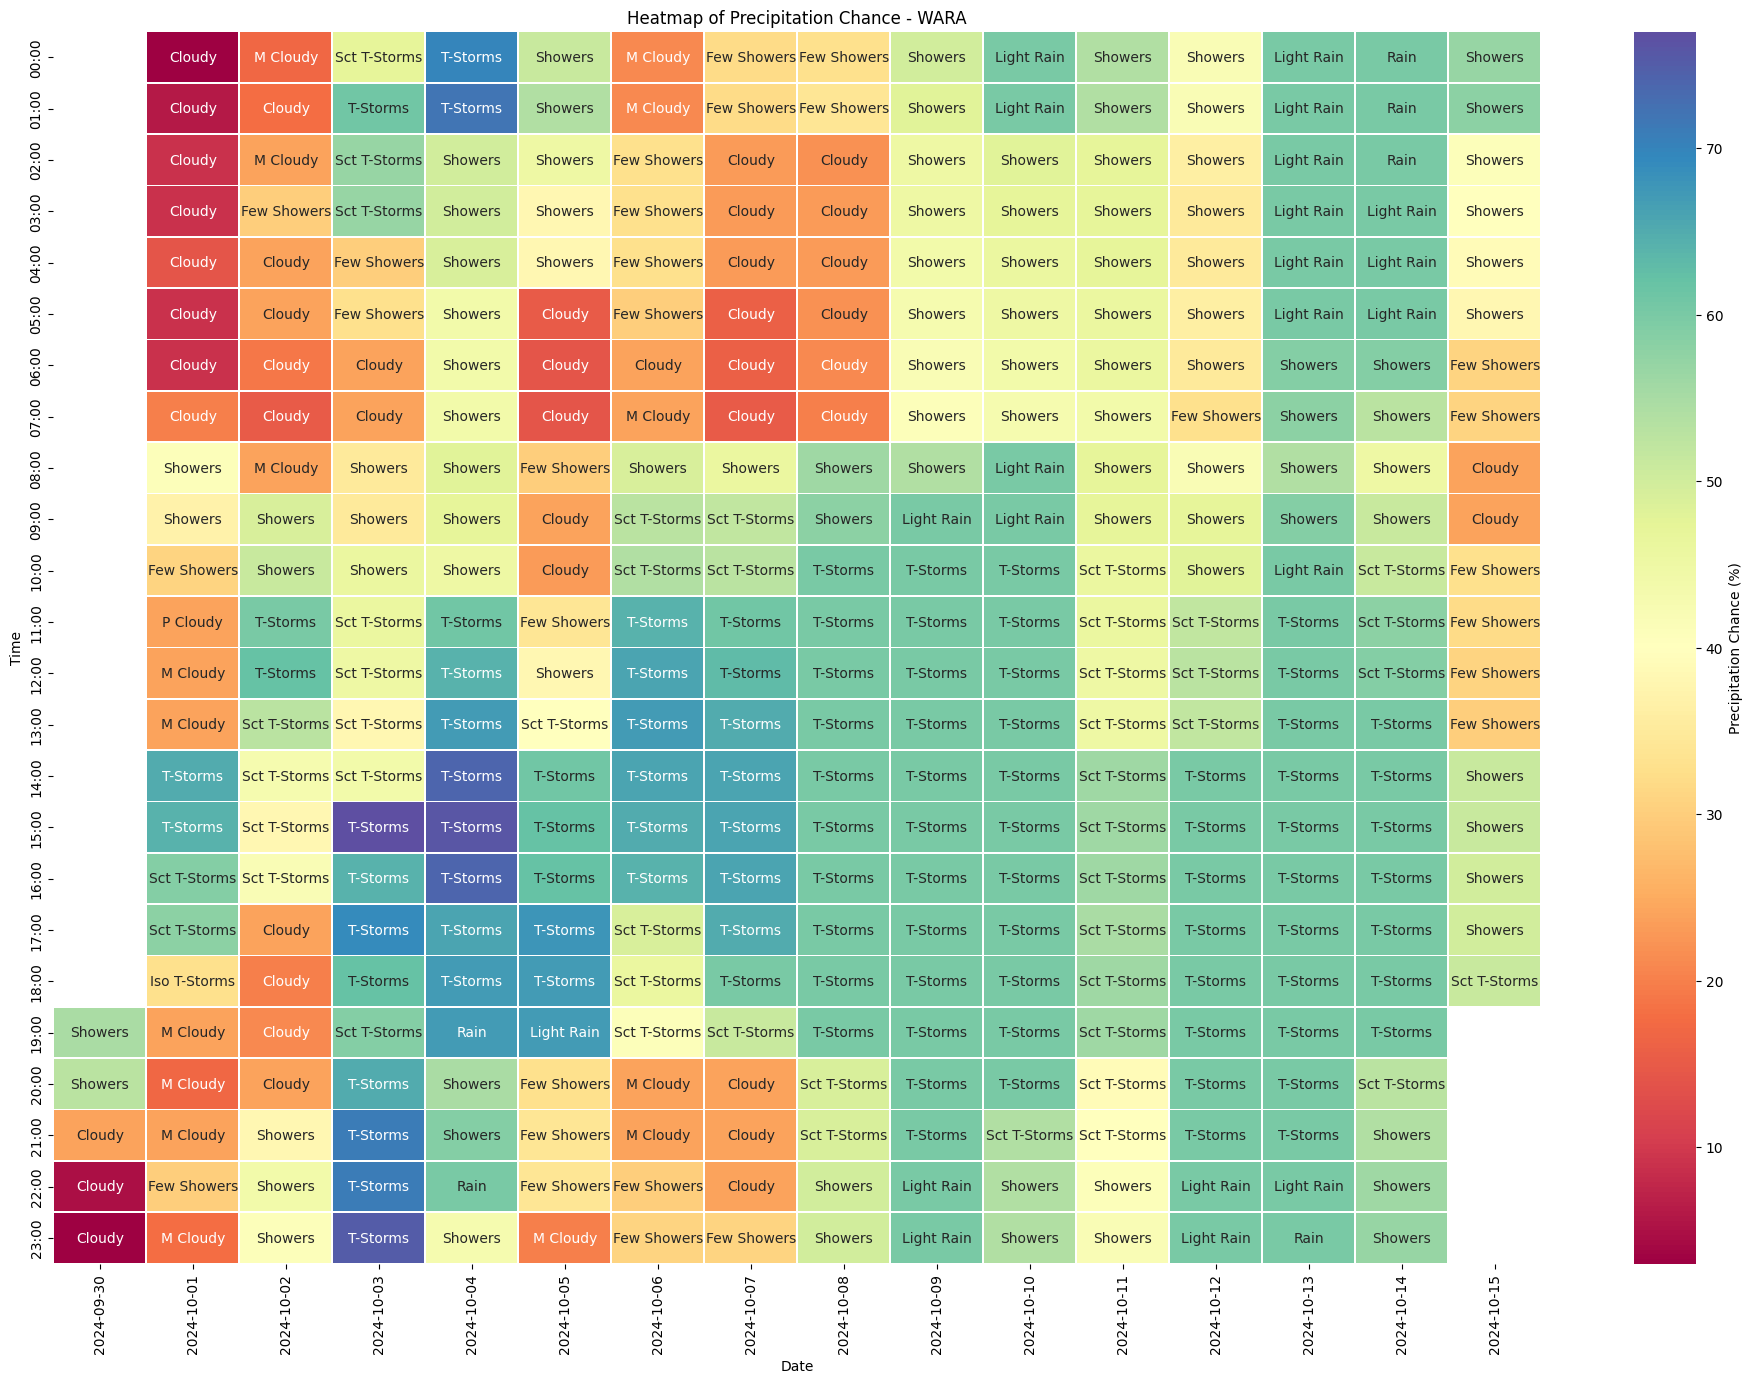 Heatmap of Precipitation Chance - WARA
00:00 Cloudy M Cloudy Sct T-Storms T-Storms Showers M Cloudy Few Showers Few Showers Showers Light Rain Showers Showers Light Rain Rain Showers
01:00 Cloudy Cloudy T-Storms T-Storms Showers M Cloudy Few Showers Few Showers Showers Light Rain Showers Showers Light Rain Rain Showers
02:00 Cloudy M Cloudy Sct T-Storms Showers Showers Few Showers Cloudy Cloudy Showers Showers Showers Showers Light Rain Rain Showers
03:00 Cloudy Few Showers Sct T-Storms Showers Showers Few Showers Cloudy Cloudy Showers Showers Showers Showers Light Rain Light Rain Showers
04:00 Cloudy Cloudy Few Showers Showers Showers Few Showers Cloudy Cloudy Showers Showers Showers Showers Light Rain Light Rain Showers
05:00 Cloudy Cloudy Few Showers Showers Cloudy Few Showers Cloudy Cloudy Showers Showers Showers Showers Light Rain Light Rain Showers
06:00 Cloudy Cloudy Cloudy Showers Cloudy Cloudy Cloudy Cloudy Showers Showers Showers Showers Showers Showers Few Showers
07:00 Cloudy Cloudy Cloudy Showers Cloudy M Cloudy Cloudy Cloudy Showers Showers Showers Few Showers Showers Showers Few Showers
08:00 Showers M Cloudy Showers Showers Few Showers Showers Showers Showers Showers Light Rain Showers Showers Showers Showers Cloudy
09:00 Showers Showers Showers Showers Cloudy Sct T-Storms Sct T-Storms Showers Light Rain Light Rain Showers Showers Showers Showers Cloudy
10:00 Few Showers Showers Showers Showers Cloudy Sct T-Storms Sct T-Storms T-Storms T-Storms T-Storms Sct T-Storms Showers Light Rain Sct T-Storms Few Showers
11:00 P Cloudy T-Storms Sct T-Storms T-Storms Few Showers T-Storms T-Storms T-Storms T-Storms T-Storms Sct T-Storms Sct T-Storms T-Storms Sct T-Storms Few Showers
12:00 M Cloudy T-Storms Sct T-Storms T-Storms Showers T-Storms T-Storms T-Storms T-Storms T-Storms Sct T-Storms Sct T-Storms T-Storms Sct T-Storms Few Showers
13:00 M Cloudy Sct T-Storms Sct T-Storms T-Storms Sct T-Storms T-Storms T-Storms T-Storms T-Storms T-Storms Sct T-Storms Sct T-Storms T-Storms T-Storms Few Showers
14:00 T-Storms Sct T-Storms Sct T-Storms T-Storms T-Storms T-Storms T-Storms T-Storms T-Storms T-Storms Sct T-Storms T-Storms T-Storms T-Storms Showers
15:00 T-Storms Sct T-Storms T-Storms T-Storms T-Storms T-Storms T-Storms T-Storms T-Storms T-Storms Sct T-Storms T-Storms T-Storms T-Storms Showers
16:00 Sct T-Storms Sct T-Storms T-Storms T-Storms T-Storms T-Storms T-Storms T-Storms T-Storms T-Storms Sct T-Storms T-Storms T-Storms T-Storms Showers
17:00 Sct T-Storms Cloudy T-Storms T-Storms T-Storms Sct T-Storms T-Storms T-Storms T-Storms T-Storms Sct T-Storms T-Storms T-Storms T-Storms Showers
18:00 Iso T-Storms Cloudy T-Storms T-Storms T-Storms Sct T-Storms T-Storms T-Storms T-Storms T-Storms Sct T-Storms T-Storms T-Storms T-Storms Sct T-Storms
19:00 Showers M Cloudy Cloudy Sct T-Storms Rain Light Rain Sct T-Storms Sct T-Storms T-Storms T-Storms T-Storms Sct T-Storms T-Storms T-Storms T-Storms
20:00 Showers M Cloudy Cloudy T-Storms Showers Few Showers M Cloudy Cloudy Sct T-Storms T-Storms T-Storms Sct T-Storms T-Storms T-Storms Sct T-Storms
21:00 Cloudy M Cloudy Showers T-Storms Showers Few Showers M Cloudy Cloudy Sct T-Storms T-Storms Sct T-Storms Sct T-Storms T-Storms T-Storms Showers
22:00 Cloudy Few Showers Showers T-Storms Rain Few Showers Few Showers Cloudy Showers Light Rain Showers Showers Light Rain Light Rain Showers
23:00 Cloudy M Cloudy Showers T-Storms Showers M Cloudy Few Showers Few Showers Showers Light Rain Showers Showers Light Rain Rain Showers
Time
2024-09-30 2024-10-01 2024-10-02 2024-10-03 2024-10-04 2024-10-05 2024-10-06 2024-10-07 2024-10-08 2024-10-09 2024-10-10 2024-10-11 2024-10-12 2024-10-13 2024-10-14 2024-10-15
Date
70
60
50
40
30
20
10
Precipitation Chance (%)